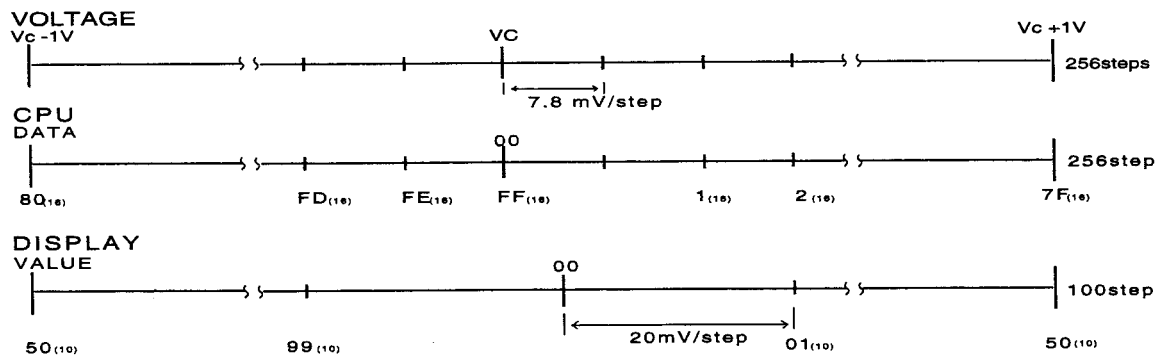 VOLTAGE
Vc -1V VC Vc +1V
256steps
7.8 mV/step
CPU
DATA 00
256step
80(16) FD(16) FE(16) FF(16) 1(16) 2(16) 7F(16)
DISPLAY
VALUE 00
100step
20mV/step
50(10) 99(10) 01(10) 50(10)